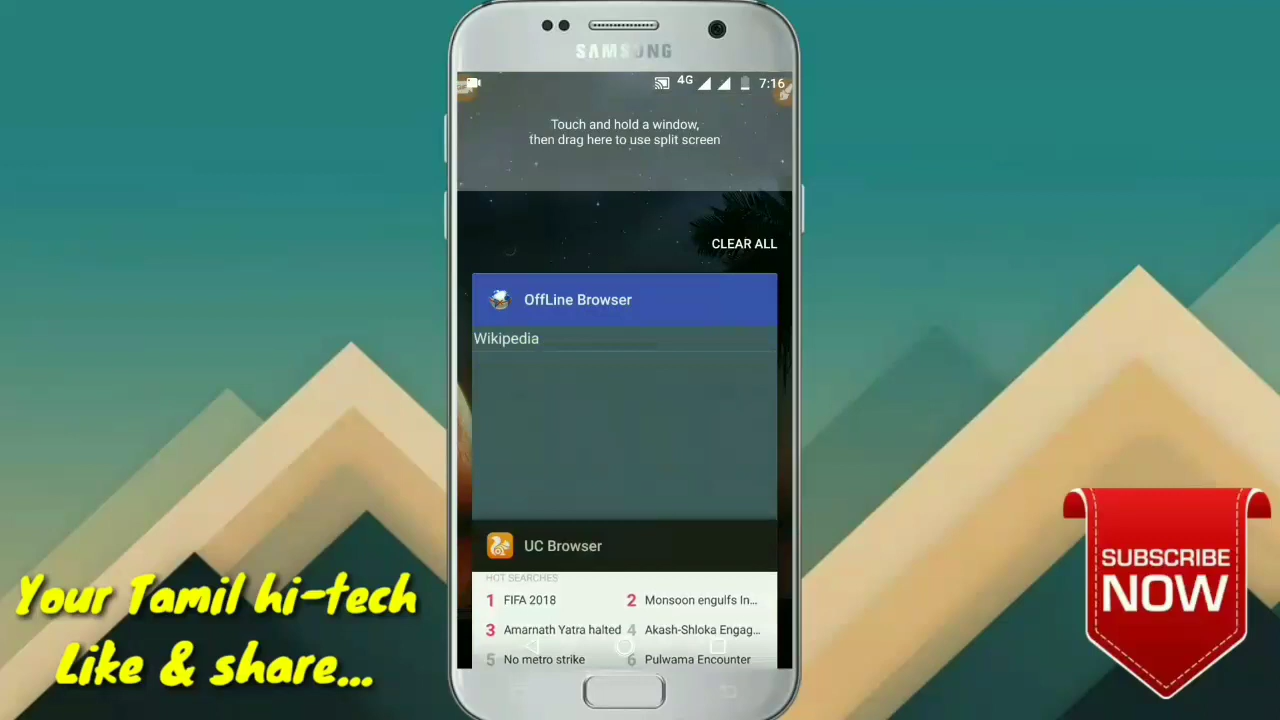 SAMSUNG
4G 7:16
Touch and hold a window,
then drag here to use split screen
CLEAR ALL
OffLine Browser
Wikipedia
UC Browser
HOT SEARCHES
1 FIFA 2018
2 Monsoon engulfs In...
3 Amarnath Yatra halted
4 Akash-Shloka Engag...
5 No metro strike
6 Pulwama Encounter
Your Tamil hi-tech
Like & share...
SUBSCRIBE
NOW